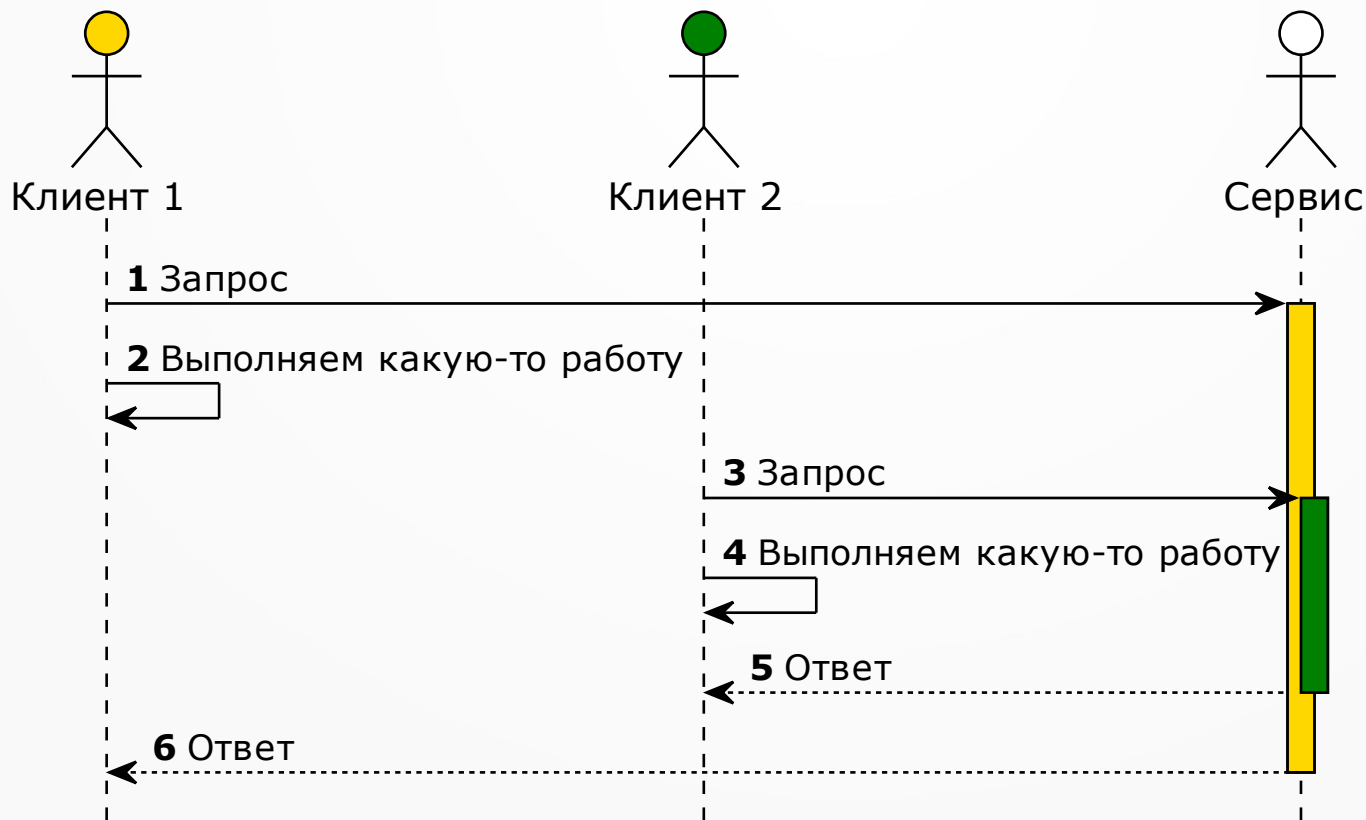 Клиент 1
Клиент 2
Сервис
1 Запрос
2 Выполняем какую-то работу
3 Запрос
4 Выполняем какую-то работу
5 Ответ
6 Ответ